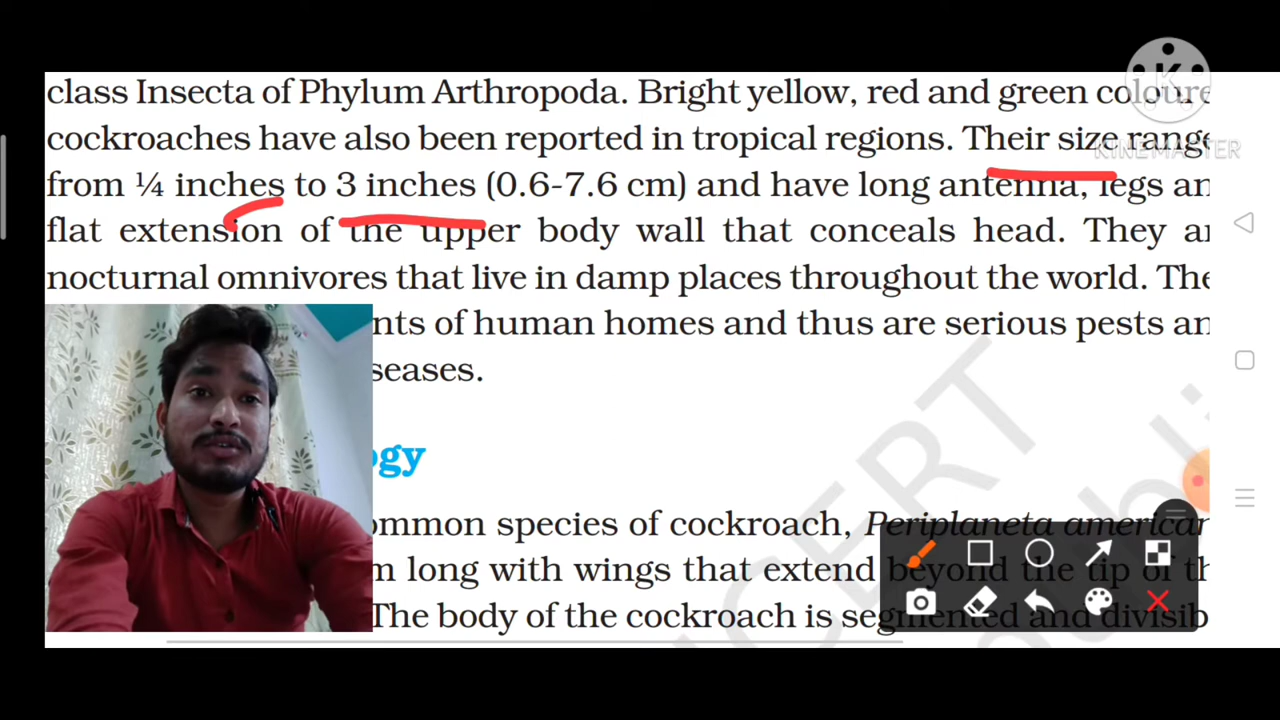 class Insecta of Phylum Arthropoda. Bright yellow, red and green coloure
cockroaches have also been reported in tropical regions. Their size range
from ¼ inches to 3 inches (0.6-7.6 cm) and have long antenna, legs an
flat extension of the upper body wall that conceals head. They ar
nocturnal omnivores that live in damp places throughout the world. The
nts of human homes and thus are serious pests an
seases.
ogy
ommon species of cockroach, Periplaneta american
m long with wings that extend beyond the tip of th
The body of the cockroach is segmented and divisib
KINEMASTER
NCERT